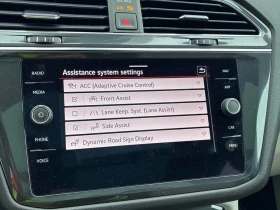 Assistance system settings
RADIO
NAV
ACC (Adaptive Cruise Control)
MEDIA
Front Assist
Lane Keep. Syst. (Lane Assist)
PHONE
CAR
Side Assist
VOICE
MENU
Dynamic Road Sign Display